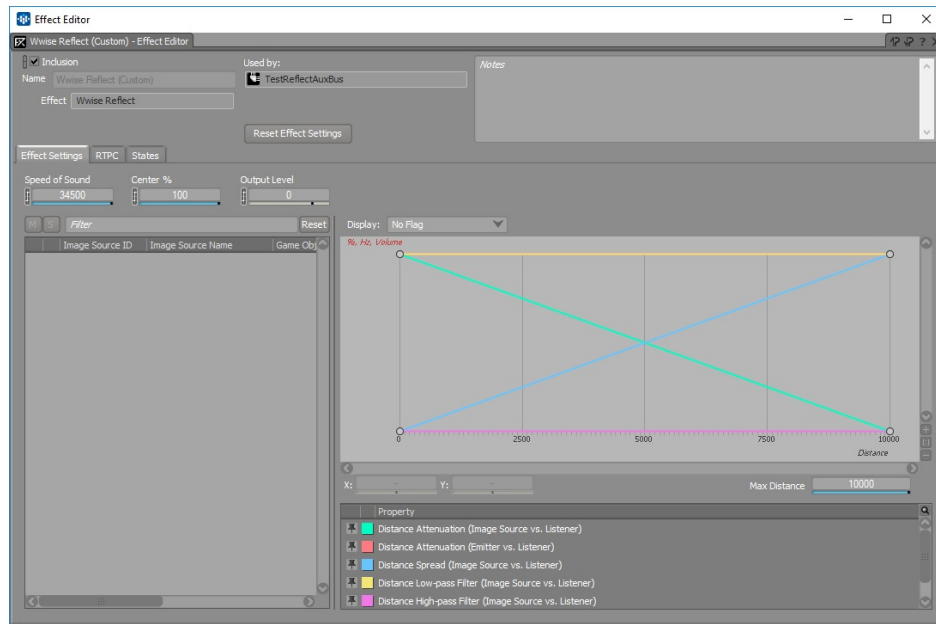 Effect Editor
Wwise Reflect (Custom) - Effect Editor
Inclusion
Used by:
Notes
Name Wwise Reflect (Custom)
TestReflectAuxBus
Effect Wwise Reflect
Reset Effect Settings
Effect Settings RTPC States
Speed of Sound Center % Output Level
34500 100 0
M S Filter Reset
Display: No Flag
Image Source ID Image Source Name Game Obj
%, Hz, Volume
0 2500 5000 7500 10000
Distance
X: - Y: - Max Distance 10000
Property
Distance Attenuation (Image Source vs. Listener)
Distance Attenuation (Emitter vs. Listener)
Distance Spread (Image Source vs. Listener)
Distance Low-pass Filter (Image Source vs. Listener)
Distance High-pass Filter (Image Source vs. Listener)